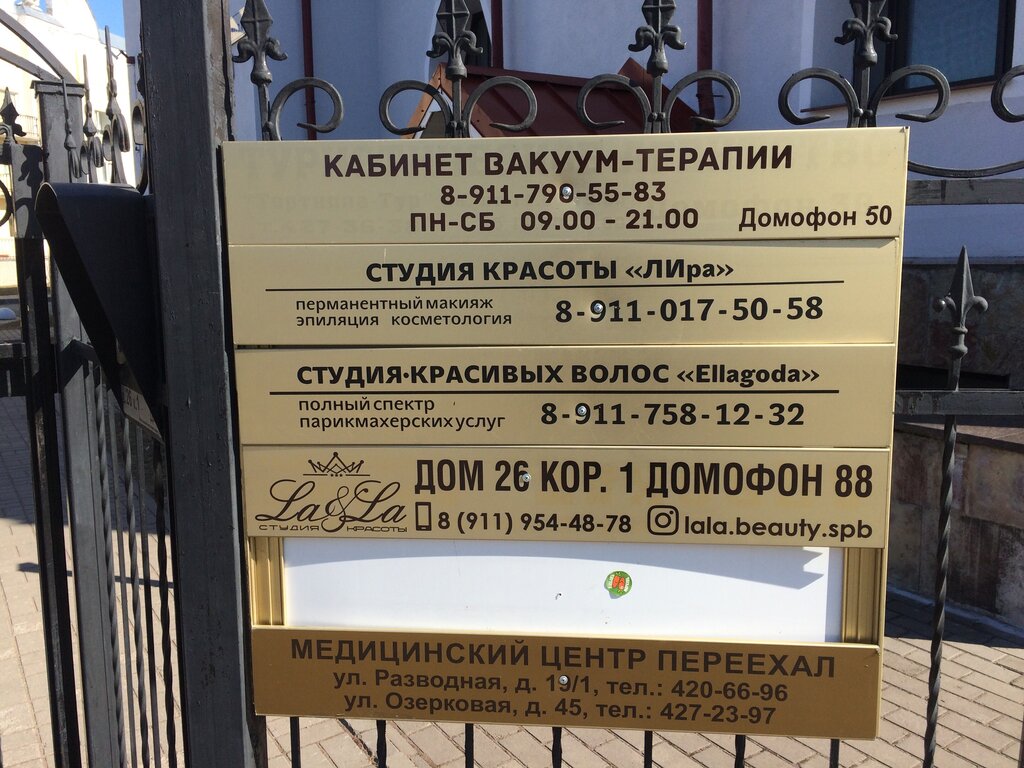 КАБИНЕТ ВАКУУМ-ТЕРАПИИ
8-911-790-55-83
ПН-СБ 09.00 - 21.00 Домофон 50
СТУДИЯ КРАСОТЫ «ЛИра»
перманентный макияж
эпиляция косметология
8-911-017-50-58
СТУДИЯ·КРАСИВЫХ ВОЛОС «Ellagoda»
полный спектр
парикмахерских услуг
8-911-758-12-32
La&La
СТУДИЯ КРАСОТЫ
ДОМ 26 КОР. 1 ДОМОФОН 88
8 (911) 954-48-78 lala.beauty.spb
МЕДИЦИНСКИЙ ЦЕНТР ПЕРЕЕХАЛ
ул. Разводная, д. 19/1, тел.: 420-66-96
ул. Озерковая, д. 45, тел.: 427-23-97